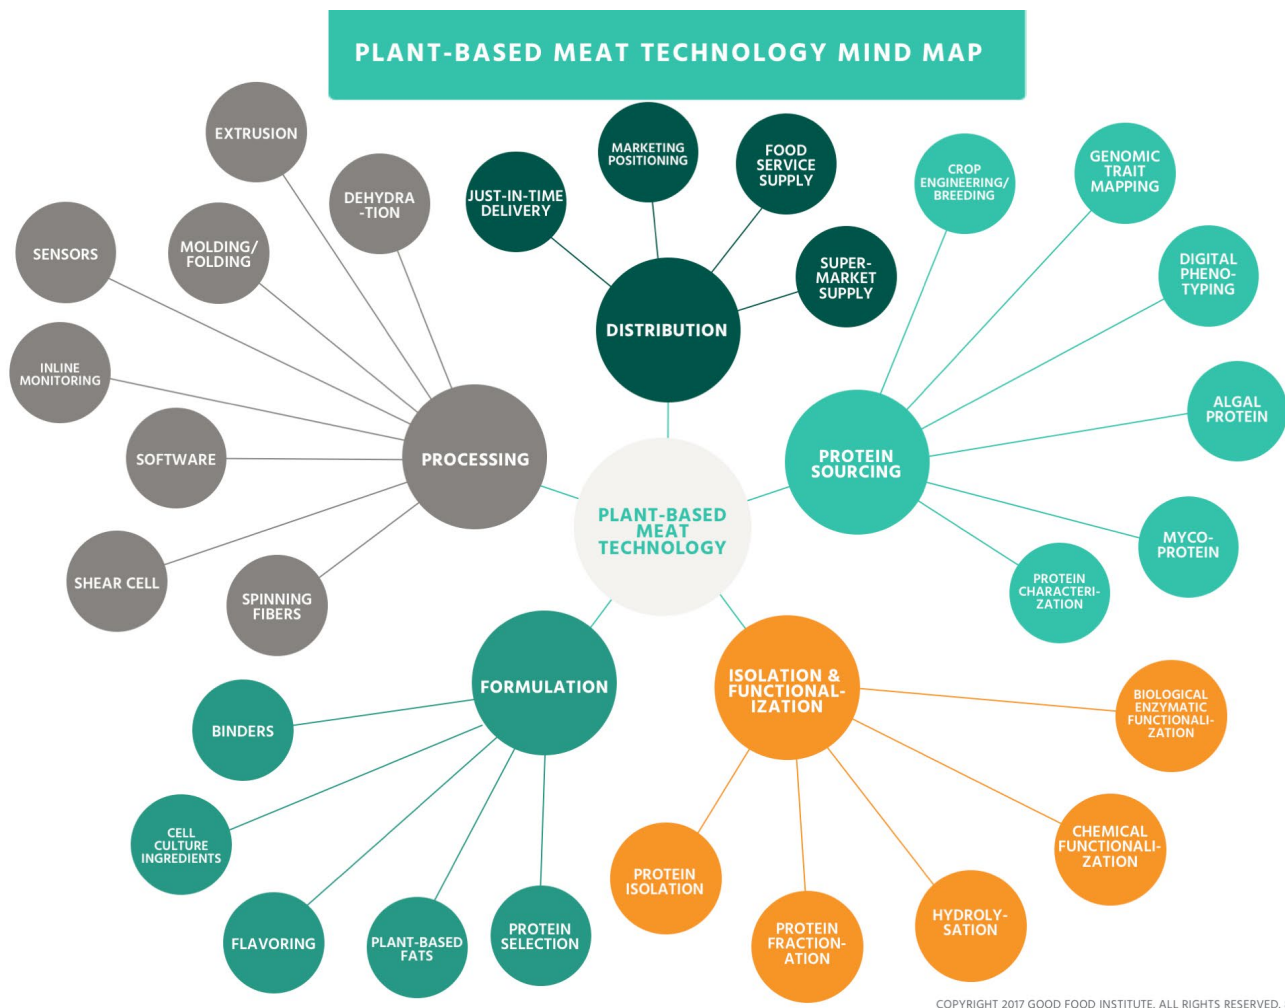 PLANT-BASED MEAT TECHNOLOGY MIND MAP
EXTRUSION
DEHYDRA
-TION
SENSORS
MOLDING/
FOLDING
INLINE
MONITORING
SOFTWARE
SHEAR CELL
SPINNING
FIBERS
PROCESSING
JUST-IN-TIME
DELIVERY
MARKETING
POSITIONING
FOOD
SERVICE
SUPPLY
SUPER-
MARKET
SUPPLY
DISTRIBUTION
CROP
ENGINEERING/
BREEDING
GENOMIC
TRAIT
MAPPING
DIGITAL
PHENO-
TYPING
ALGAL
PROTEIN
MYCO-
PROTEIN
PROTEIN
CHARACTERI-
ZATION
PROTEIN
SOURCING
PLANT-BASED
MEAT
TECHNOLOGY
FORMULATION
BINDERS
CELL
CULTURE
INGREDIENTS
FLAVORING
PLANT-BASED
FATS
PROTEIN
SELECTION
ISOLATION &
FUNCTIONAL-
IZATION
BIOLOGICAL
ENZYMATIC
FUNCTIONALI-
ZATION
CHEMICAL
FUNCTIONALI-
ZATION
HYDROLY-
SATION
PROTEIN
FRACTION-
ATION
PROTEIN
ISOLATION
COPYRIGHT 2017 GOOD FOOD INSTITUTE. ALL RIGHTS RESERVED.